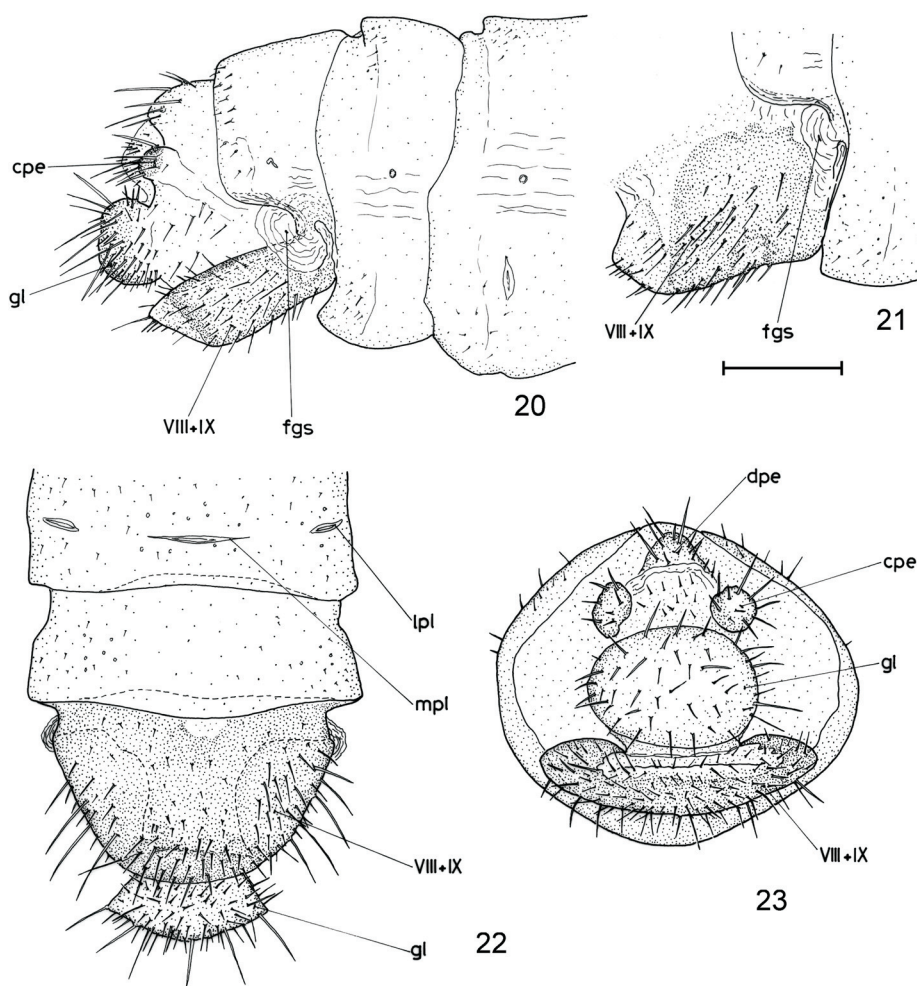 cpe
gl
VIII+IX
fgs
20
VIII+IX
fgs
21
lpl
mpl
VIII+IX
gl
22
dpe
cpe
gl
VIII+IX
23